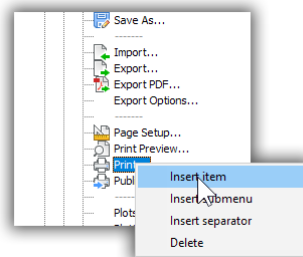 Save As...
-------
Import...
Export...
Export PDF...
Export Options...
-------
Page Setup...
Print Preview...
Print...
Publ
Insert item
Insert submenu
Insert separator
Delete
Plots